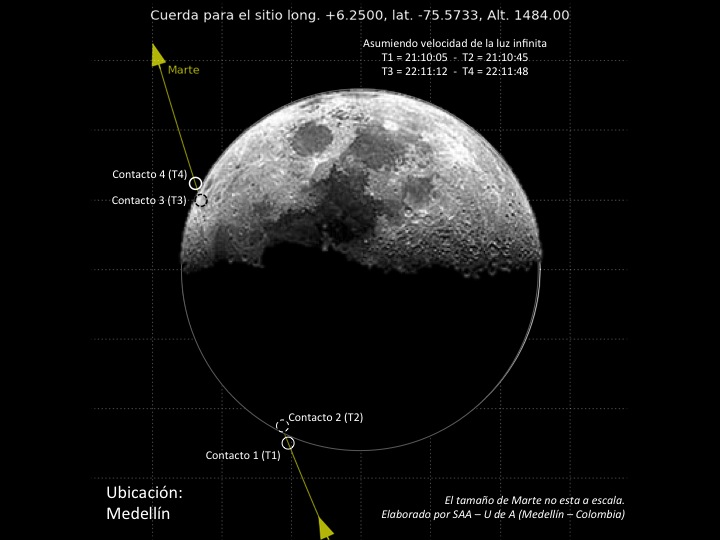 Cuerda para el sitio long. +6.2500, lat. -75.5733, Alt. 1484.00
Asumiendo velocidad de la luz infinita
T1 = 21:10:05 - T2 = 21:10:45
T3 = 22:11:12 - T4 = 22:11:48
Marte
Contacto 4 (T4)
Contacto 3 (T3)
Contacto 2 (T2)
Contacto 1 (T1)
Ubicación:
Medellín
El tamaño de Marte no esta a escala.
Elaborado por SAA – U de A (Medellín – Colombia)